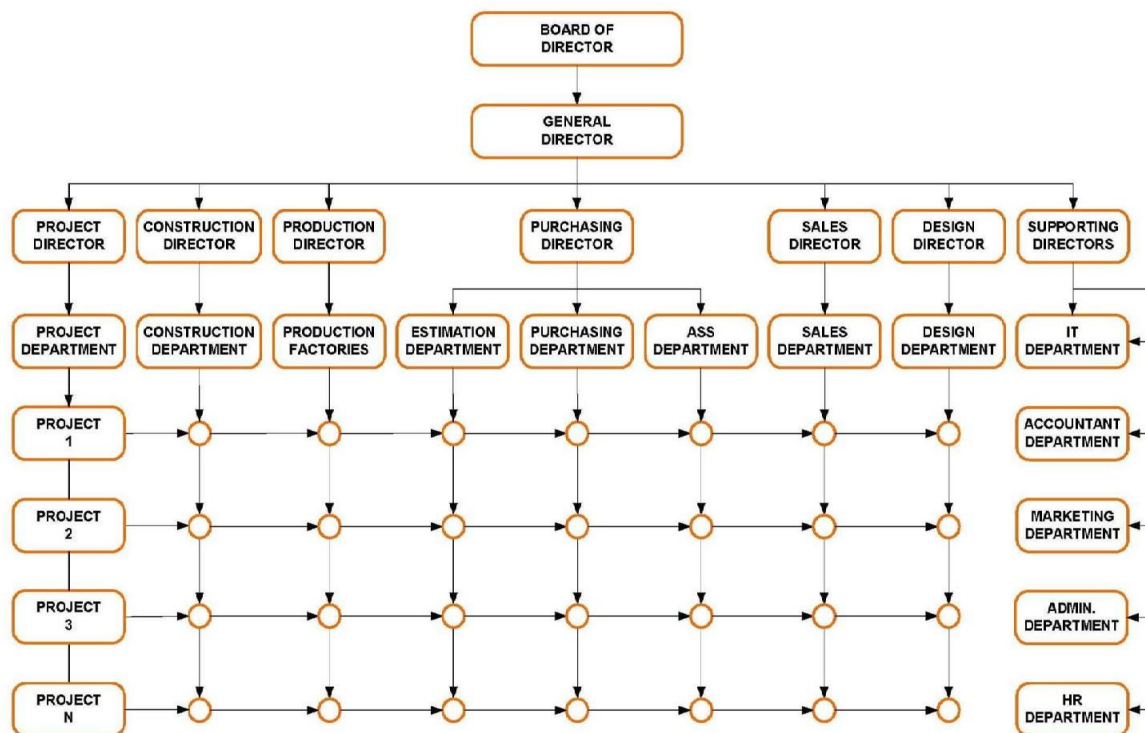 BOARD OF
DIRECTOR
GENERAL
DIRECTOR
PROJECT
DIRECTOR
CONSTRUCTION
DIRECTOR
PRODUCTION
DIRECTOR
PURCHASING
DIRECTOR
SALES
DIRECTOR
DESIGN
DIRECTOR
SUPPORTING
DIRECTORS
PROJECT
DEPARTMENT
CONSTRUCTION
DEPARTMENT
PRODUCTION
FACTORIES
ESTIMATION
DEPARTMENT
PURCHASING
DEPARTMENT
ASS
DEPARTMENT
SALES
DEPARTMENT
DESIGN
DEPARTMENT
IT
DEPARTMENT
PROJECT
1
ACCOUNTANT
DEPARTMENT
PROJECT
2
MARKETING
DEPARTMENT
PROJECT
3
ADMIN.
DEPARTMENT
PROJECT
N
HR
DEPARTMENT